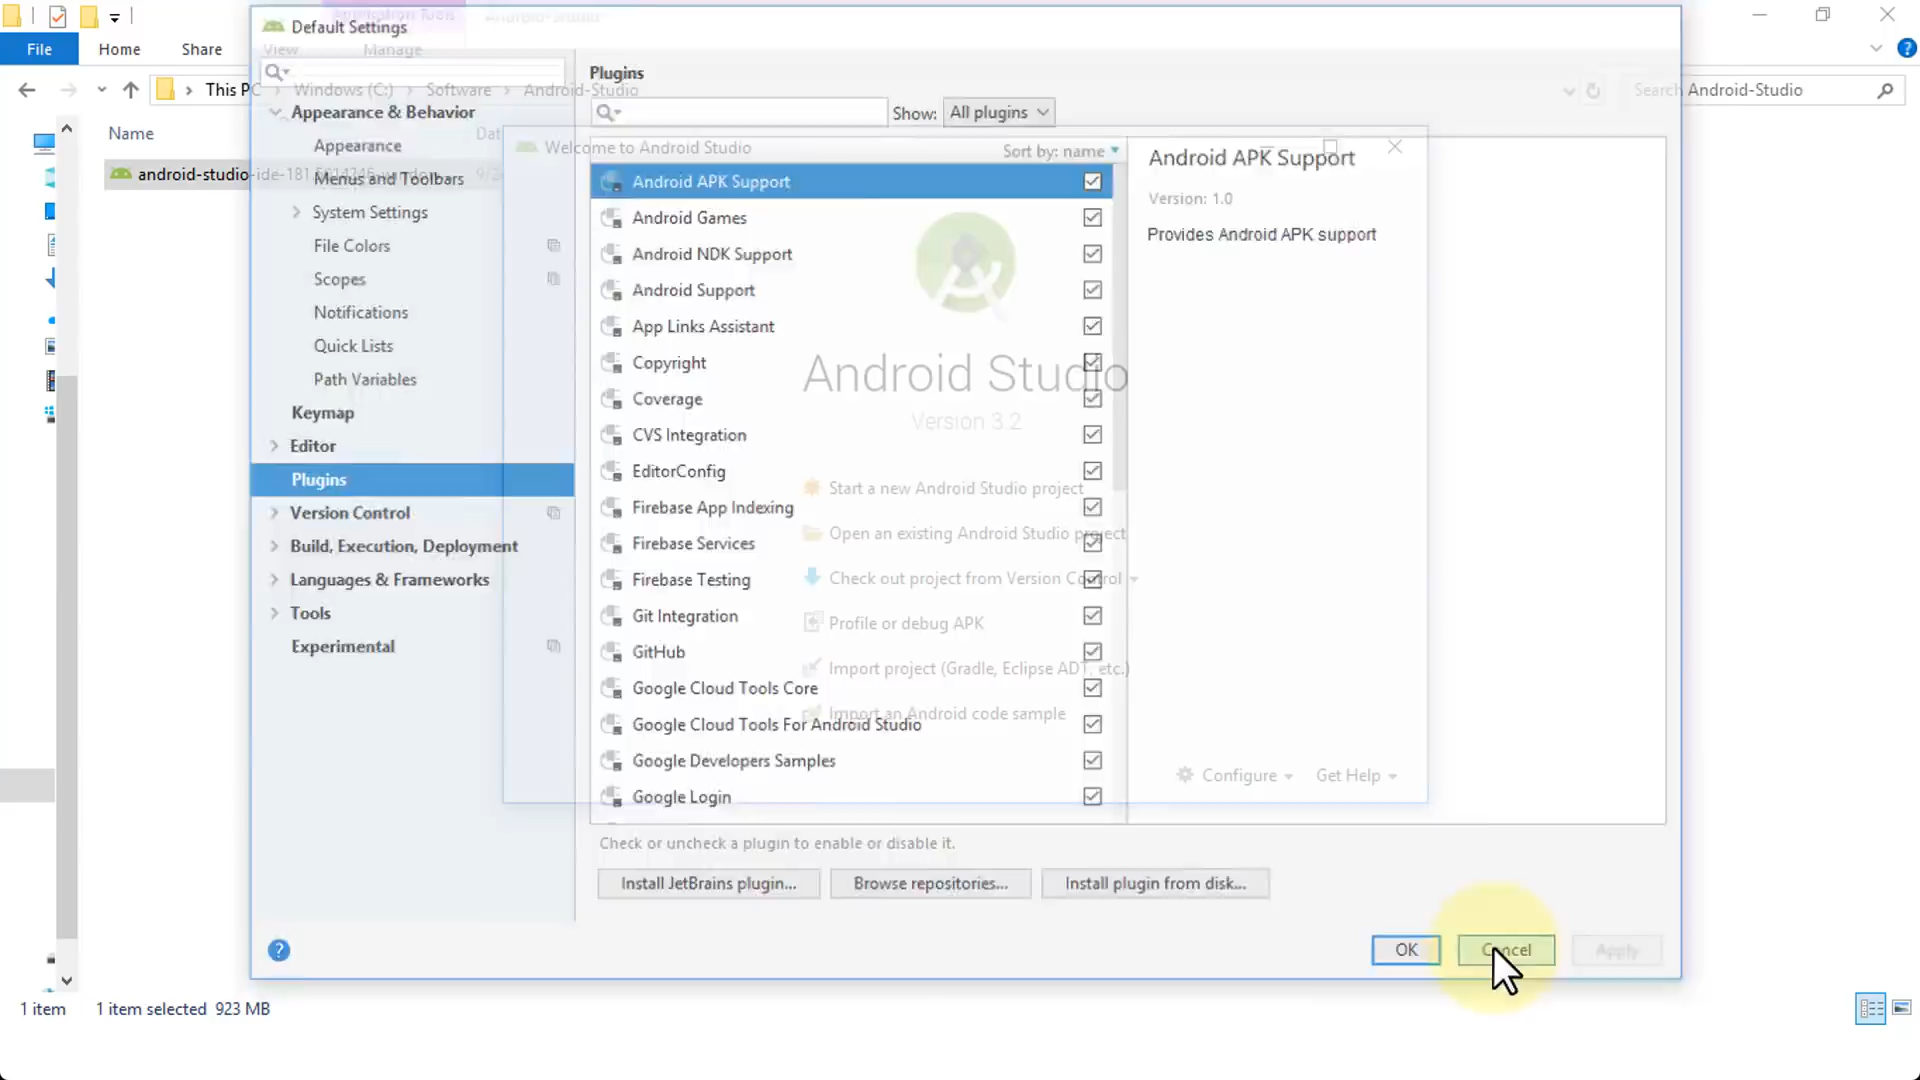 Application Tools
Android-Studio
Default Settings
File
Home
Share
View
Manage
This PC
Windows (C:)
Software
Android-Studio
Search Android-Studio
Name
Dat
android-studio-ide-181.
Plugins
Show: All plugins
Appearance & Behavior
Appearance
Menus and Toolbars
System Settings
File Colors
Scopes
Notifications
Quick Lists
Path Variables
Keymap
Editor
Plugins
Version Control
Build, Execution, Deployment
Languages & Frameworks
Tools
Experimental
Welcome to Android Studio
Sort by: name
Android APK Support
Android Games
Android NDK Support
Android Support
App Links Assistant
Copyright
Coverage
CVS Integration
EditorConfig
Firebase App Indexing
Firebase Services
Firebase Testing
Git Integration
GitHub
Google Cloud Tools Core
Google Cloud Tools For Android Studio
Google Developers Samples
Google Login
Android APK Support
Version: 1.0
Provides Android APK support
Android Studio
Version 3.2
Start a new Android Studio project
Open an existing Android Studio project
Check out project from Version Control
Profile or debug APK
Import project (Gradle, Eclipse ADT, etc.)
Import an Android code sample
Configure
Get Help
Check or uncheck a plugin to enable or disable it.
Install JetBrains plugin...
Browse repositories...
Install plugin from disk...
OK
Cancel
Apply
1 item
1 item selected 923 MB